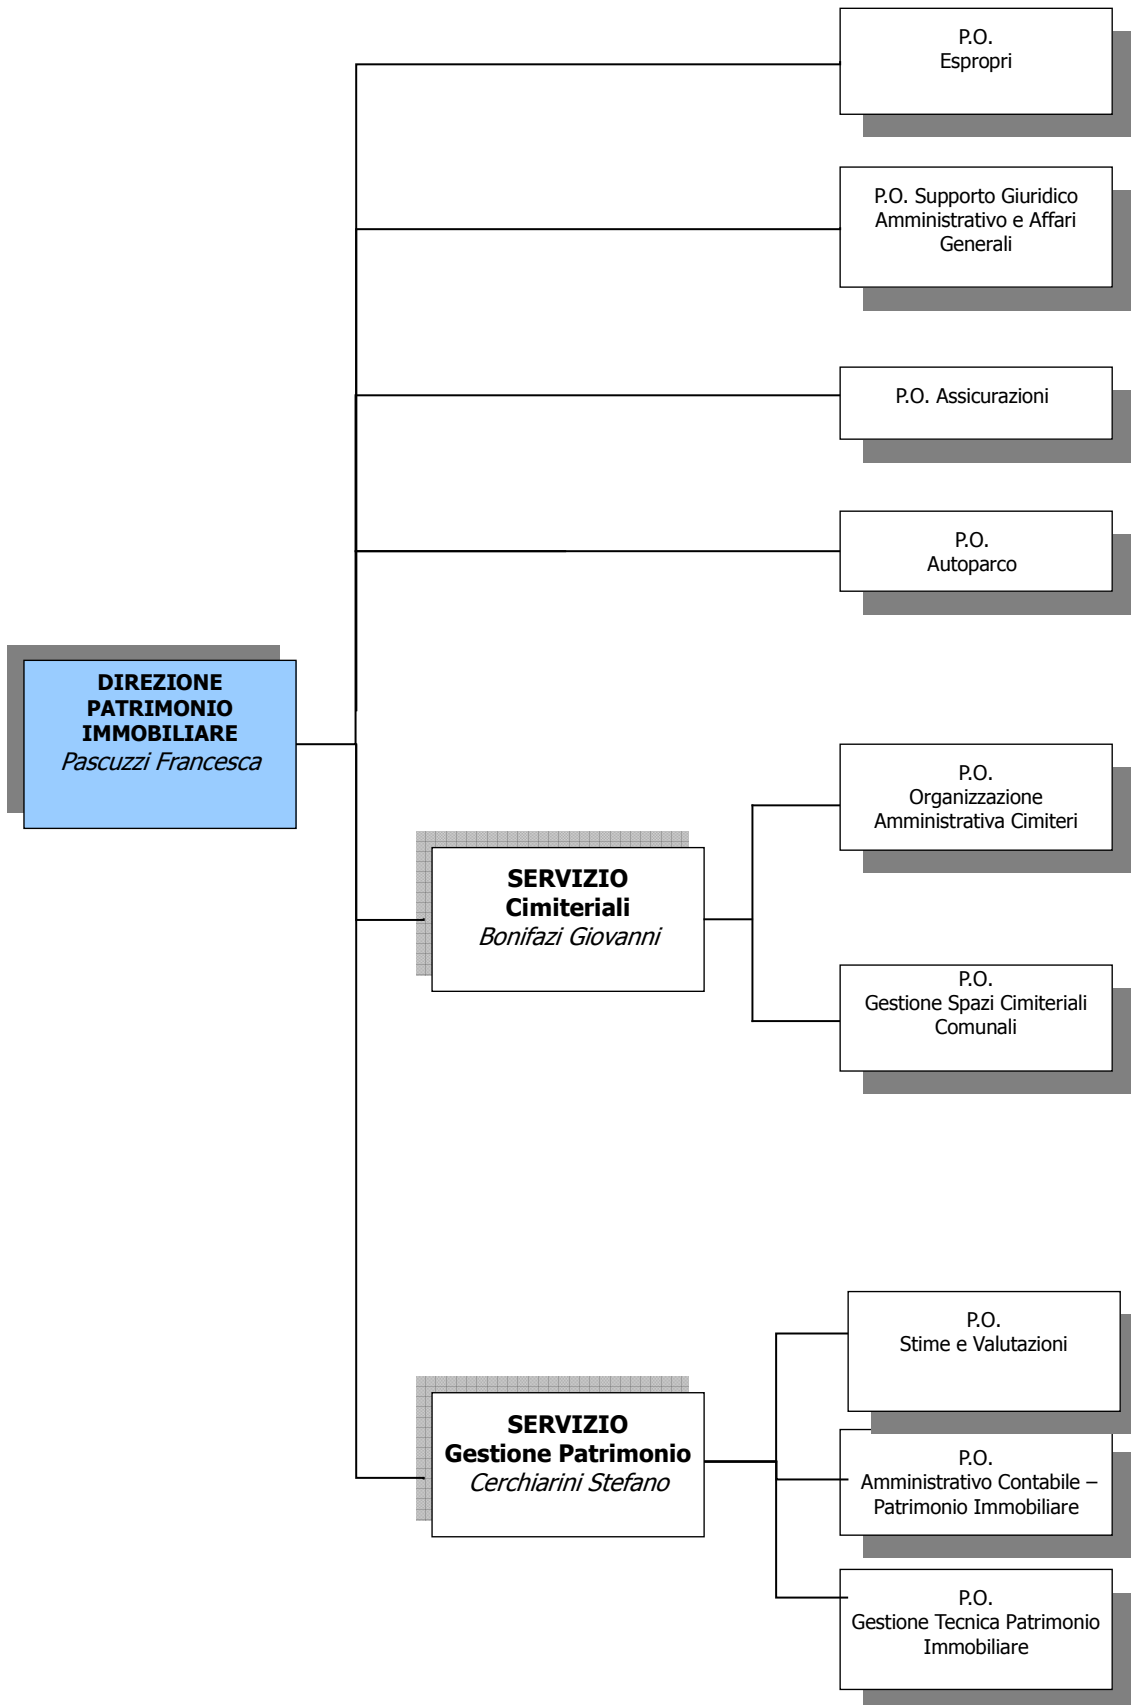 P.O.
Espropri
P.O. Supporto Giuridico
Amministrativo e Affari
Generali
P.O. Assicurazioni
P.O.
Autoparco
DIREZIONE
PATRIMONIO
IMMOBILIARE
Pascuzzi Francesca
P.O.
Organizzazione
Amministrativa Cimiteri
SERVIZIO
Cimiteriali
Bonifazi Giovanni
P.O.
Gestione Spazi Cimiteriali
Comunali
P.O.
Stime e Valutazioni
SERVIZIO
Gestione Patrimonio
Cerchiarini Stefano
P.O.
Amministrativo Contabile –
Patrimonio Immobiliare
P.O.
Gestione Tecnica Patrimonio
Immobiliare